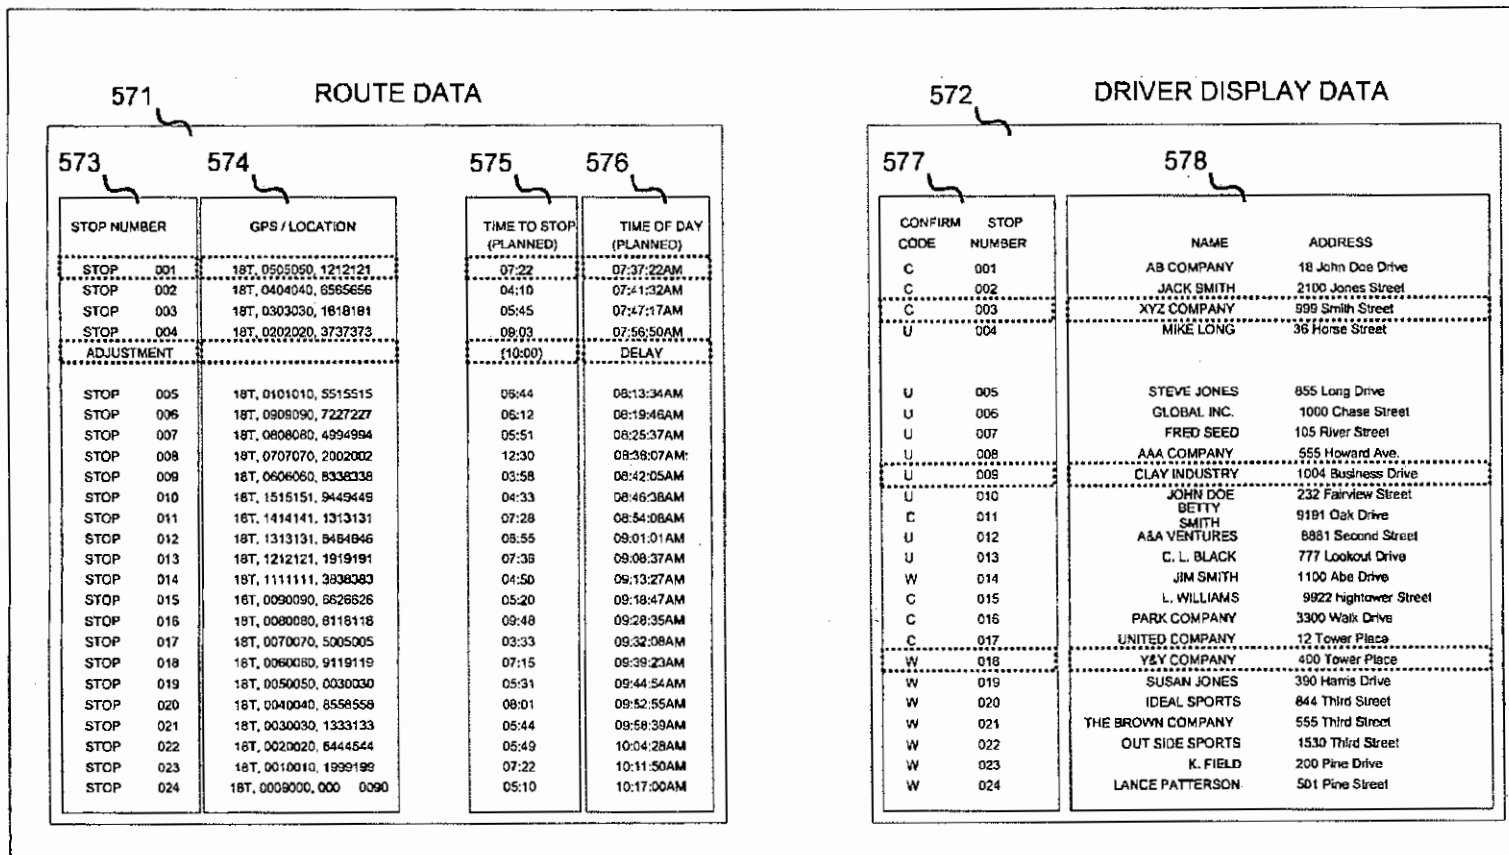 571 ROUTE DATA
573 574 575 576
STOP NUMBER GPS / LOCATION TIME TO STOP (PLANNED) TIME OF DAY (PLANNED)
STOP 001 18T, 0505050, 1212121 07:22 07:37:22AM
STOP 002 18T, 0404040, 6565656 04:10 07:41:32AM
STOP 003 18T, 0303030, 1818181 05:45 07:47:17AM
STOP 004 18T, 0202020, 3737373 09:03 07:56:50AM
ADJUSTMENT (10:00) DELAY
STOP 005 18T, 0101010, 5515515 06:44 08:13:34AM
STOP 006 18T, 0909090, 7227227 06:12 08:19:46AM
STOP 007 18T, 0808080, 4994994 05:51 08:25:37AM
STOP 008 18T, 0707070, 2002002 12:30 08:38:07AM
STOP 009 18T, 0606060, 8338338 03:58 08:42:05AM
STOP 010 18T, 1515151, 9449449 04:33 08:46:38AM
STOP 011 18T, 1414141, 1313131 07:28 08:54:08AM
STOP 012 18T, 1313131, 8464646 08:55 09:01:01AM
STOP 013 18T, 1212121, 1919191 07:36 09:08:37AM
STOP 014 18T, 1111111, 3838383 04:50 09:13:27AM
STOP 015 18T, 0090090, 6626626 05:20 09:18:47AM
STOP 016 18T, 0080080, 8118118 09:48 09:28:35AM
STOP 017 18T, 0070070, 5005005 03:33 09:32:08AM
STOP 018 18T, 0060060, 9119119 07:15 09:39:23AM
STOP 019 18T, 0050050, 0030030 05:31 09:44:54AM
STOP 020 18T, 0040040, 8558558 08:01 09:52:55AM
STOP 021 18T, 0030030, 1333133 05:44 09:58:39AM
STOP 022 18T, 0020020, 6444544 05:49 10:04:28AM
STOP 023 18T, 0010010, 1999199 07:22 10:11:50AM
STOP 024 18T, 0009000, 000 0090 05:10 10:17:00AM
572 DRIVER DISPLAY DATA
577 578
CONFIRM CODE STOP NUMBER NAME ADDRESS
C 001 AB COMPANY 18 John Doe Drive
C 002 JACK SMITH 2100 Jones Street
C 003 XYZ COMPANY 999 Smith Street
U 004 MIKE LONG 36 Horse Street
U 005 STEVE JONES 855 Long Drive
U 006 GLOBAL INC. 1000 Chase Street
U 007 FRED SEED 105 River Street
U 008 AAA COMPANY 555 Howard Ave.
U 009 CLAY INDUSTRY 1004 Business Drive
U 010 JOHN DOE 232 Fairview Street
C 011 BETTY SMITH 9191 Oak Drive
U 012 A&A VENTURES 8881 Second Street
U 013 C. L. BLACK 777 Lookout Drive
W 014 JIM SMITH 1100 Abe Drive
C 015 L. WILLIAMS 9922 hightower Street
C 016 PARK COMPANY 3300 Walk Drive
C 017 UNITED COMPANY 12 Tower Place
W 018 Y&Y COMPANY 400 Tower Place
W 019 SUSAN JONES 390 Harris Drive
W 020 IDEAL SPORTS 844 Third Street
W 021 THE BROWN COMPANY 555 Third Street
W 022 OUT SIDE SPORTS 1530 Third Street
W 023 K. FIELD 200 Pine Drive
W 024 LANCE PATTERSON 501 Pine Street